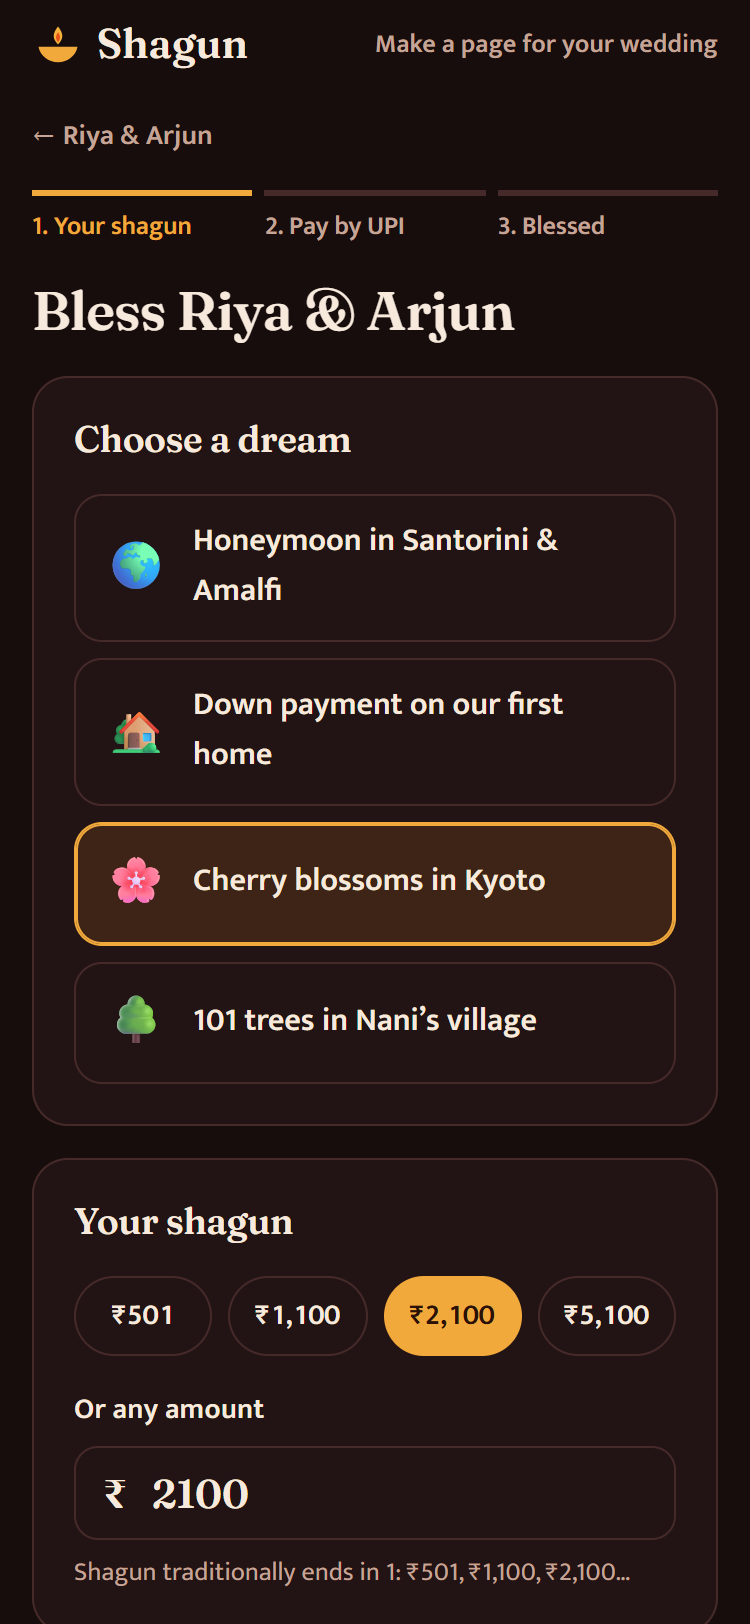 Shagun
Make a page for your wedding
← Riya & Arjun
1. Your shagun
2. Pay by UPI
3. Blessed
Bless Riya & Arjun
Choose a dream
Honeymoon in Santorini &
Amalfi
Down payment on our first
home
Cherry blossoms in Kyoto
101 trees in Nani’s village
Your shagun
₹501
₹1,100
₹2,100
₹5,100
Or any amount
₹ 2100
Shagun traditionally ends in 1: ₹501, ₹1,100, ₹2,100…